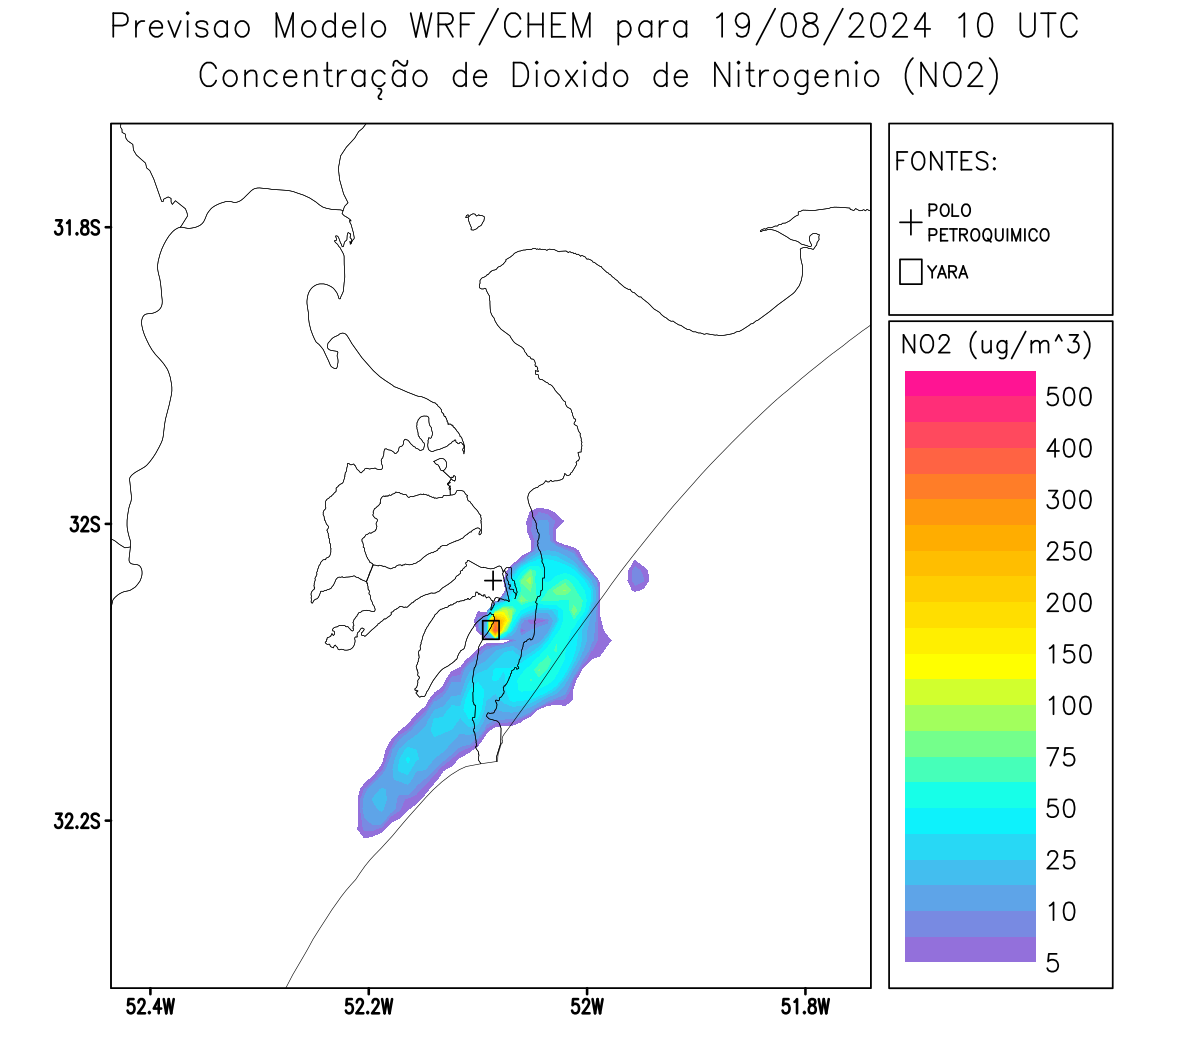 Previsao Modelo WRF/CHEM para 19/08/2024 10 UTC
Concentração de Dioxido de Nitrogenio (NO2)
FONTES:
POLO
PETROQUIMICO
YARA
NO2 (ug/m^3)
500
400
300
250
200
150
100
75
50
25
10
5
31.8S
32S
32.2S
52.4W
52.2W
52W
51.8W